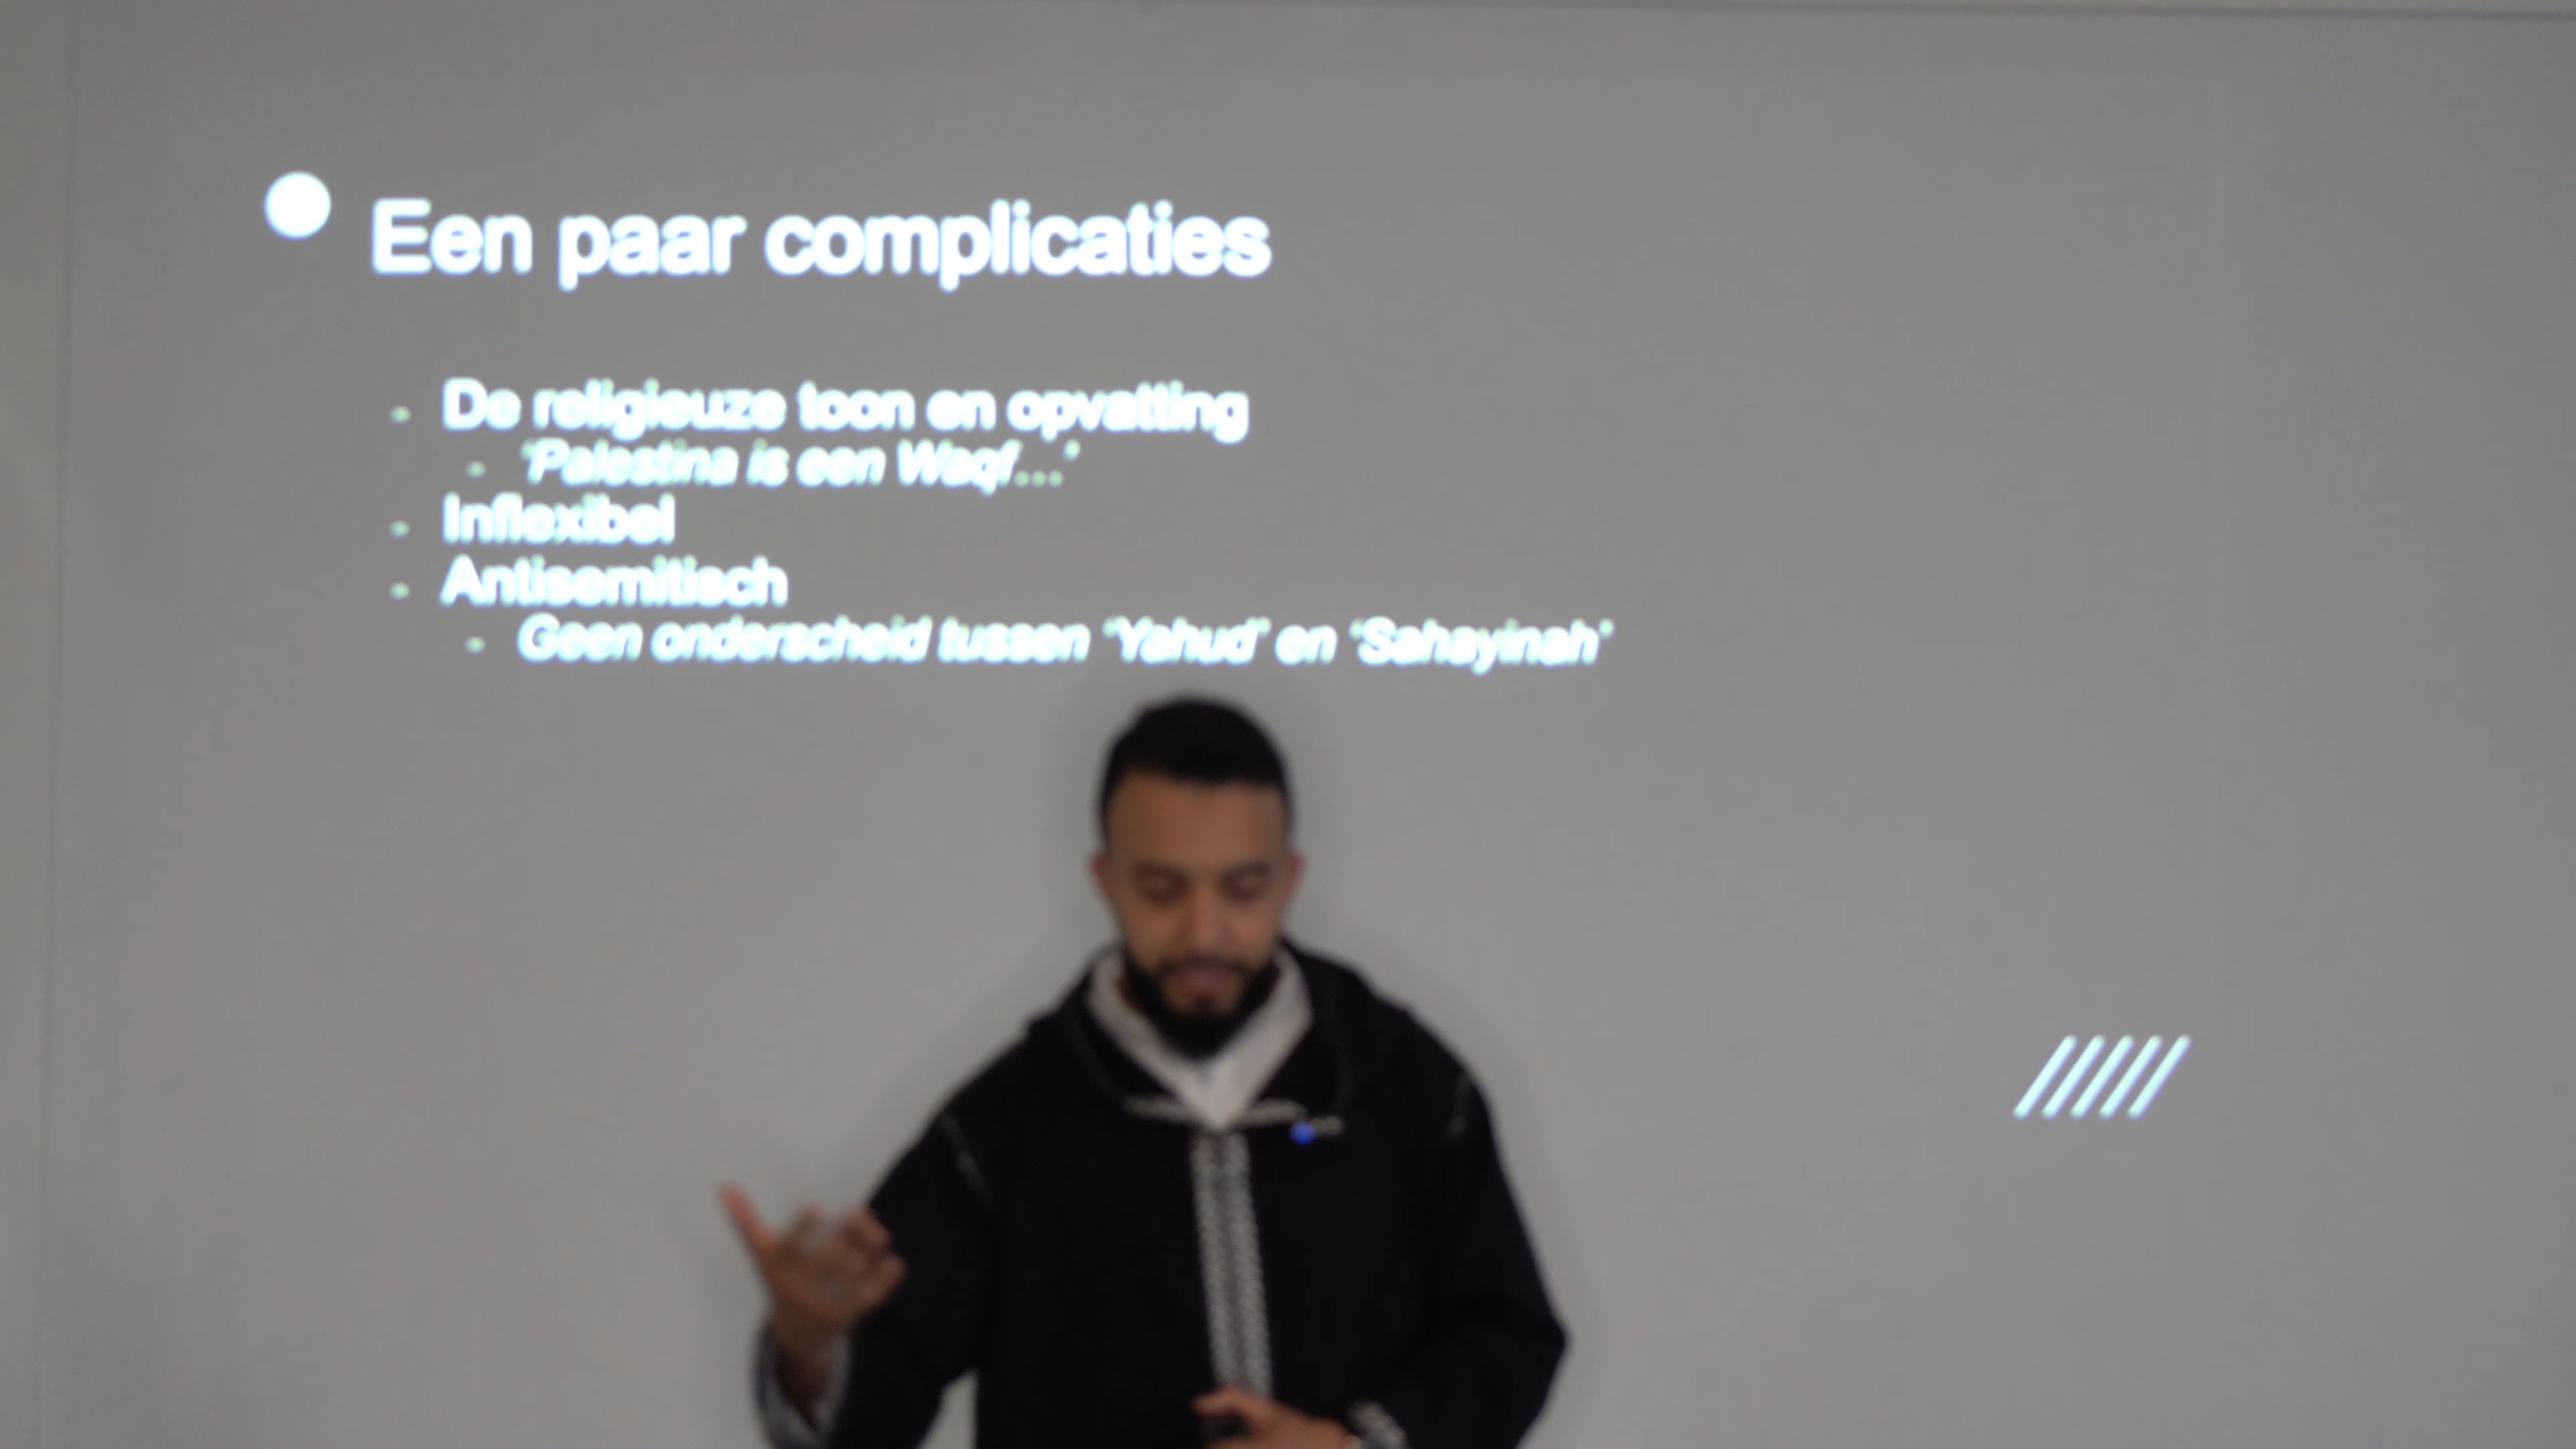 Een paar complicaties
- De religieuze toon en opvatting
- 'Palestina is een Waqf...'
- Inflexibel
- Antisemitisch
- Geen onderscheid tussen 'Yahud' en 'Sahayinah'